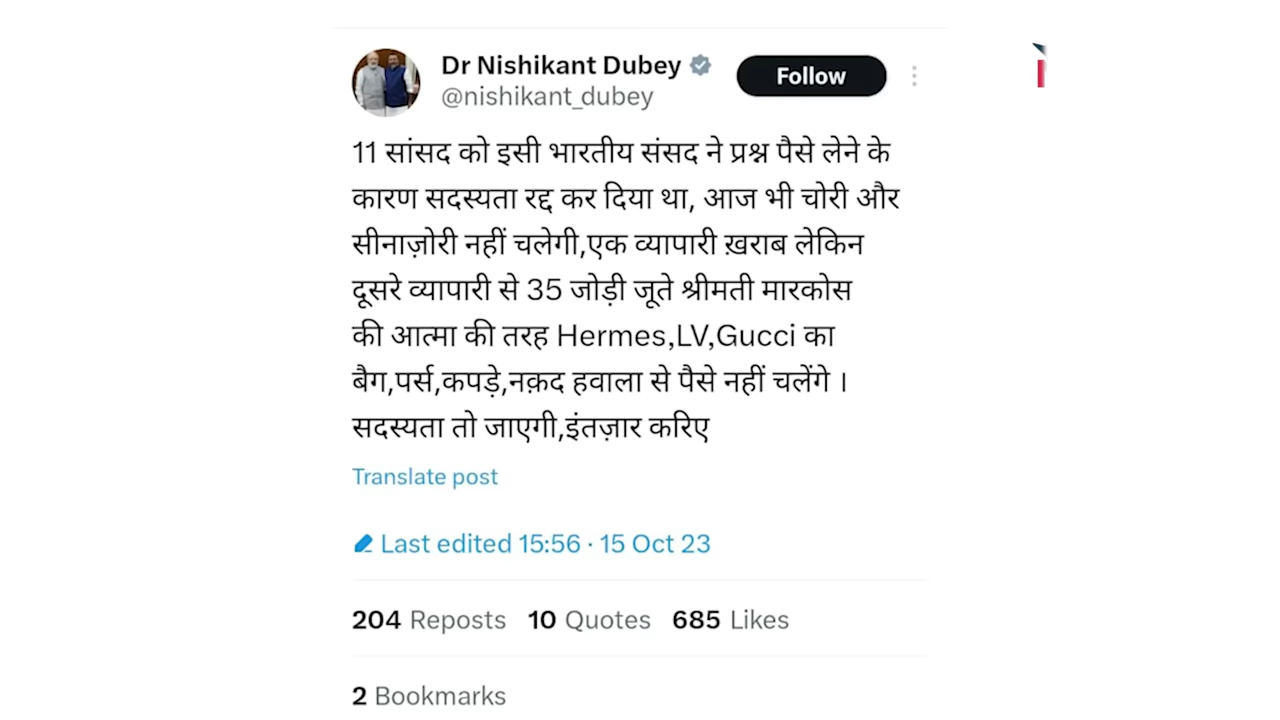 Dr Nishikant Dubey
Follow
@nishikant_dubey
11 सांसद को इसी भारतीय संसद ने प्रश्न पैसे लेने के
कारण सदस्यता रद्द कर दिया था, आज भी चोरी और
सीनाज़ोरी नहीं चलेगी,एक व्यापारी ख़राब लेकिन
दूसरे व्यापारी से 35 जोड़ी जूते श्रीमती मारकोस
की आत्मा की तरह Hermes,LV,Gucci का
बैग,पर्स,कपड़े,नक़द हवाला से पैसे नहीं चलेंगे ।
सदस्यता तो जाएगी,इंतज़ार करिए
Translate post
Last edited 15:56 · 15 Oct 23
204 Reposts 10 Quotes 685 Likes
2 Bookmarks